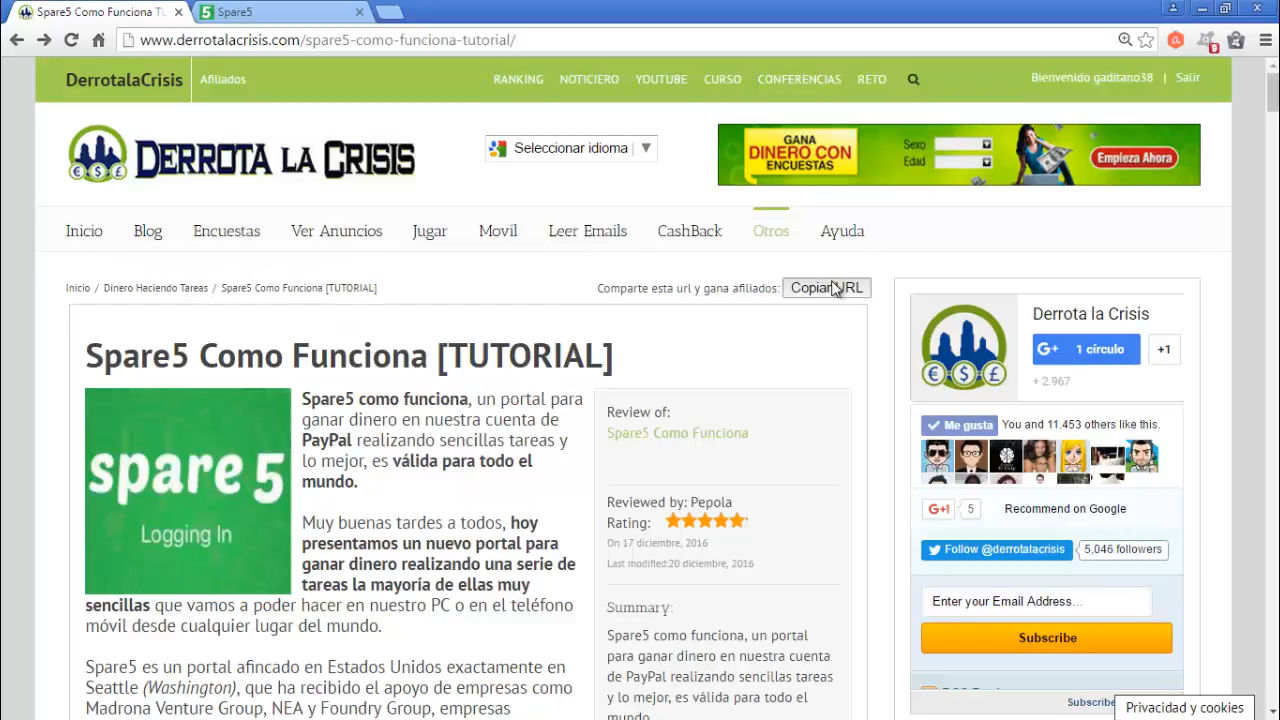 Spare5 Como Funciona Tu
Spare5
www.derrotalacrisis.com/spare5-como-funciona-tutorial/
9
DerrotalaCrisis
Afiliados
RANKING NOTICIERO YOUTUBE CURSO CONFERENCIAS RETO
Bienvenido gaditano38 | Salir
DERROTA LA CRISIS
Seleccionar idioma ▼
GANA
DINERO CON
ENCUESTAS
Sexo
Edad
Empieza Ahora
Inicio Blog Encuestas Ver Anuncios Jugar Movil Leer Emails CashBack Otros Ayuda
Inicio / Dinero Haciendo Tareas / Spare5 Como Funciona [TUTORIAL]
Comparte esta url y gana afiliados: Copiar URL
Spare5 Como Funciona [TUTORIAL]
spare5
Logging In
Spare5 como funciona, un portal para
ganar dinero en nuestra cuenta de
PayPal realizando sencillas tareas y
lo mejor, es válida para todo el
mundo.
Muy buenas tardes a todos, hoy
presentamos un nuevo portal para
ganar dinero realizando una serie de
tareas la mayoría de ellas muy
sencillas que vamos a poder hacer en nuestro PC o en el teléfono
móvil desde cualquier lugar del mundo.
Spare5 es un portal afincado en Estados Unidos exactamente en
Seattle (Washington), que ha recibido el apoyo de empresas como
Madrona Venture Group, NEA y Foundry Group, empresas
Review of:
Spare5 Como Funciona
Reviewed by: Pepola
Rating:
On 17 diciembre, 2016
Last modified:20 diciembre, 2016
Summary:
Spare5 como funciona, un portal
para ganar dinero en nuestra cuenta
de PayPal realizando sencillas tareas
y lo mejor, es válida para todo el
mundo.
Derrota la Crisis
G+ 1 círculo +1
+ 2.967
Me gusta You and 11.453 others like this.
G+1 5 Recommend on Google
Follow @derrotalacrisis 5,046 followers
Enter your Email Address...
Subscribe
Subscribe
Privacidad y cookies